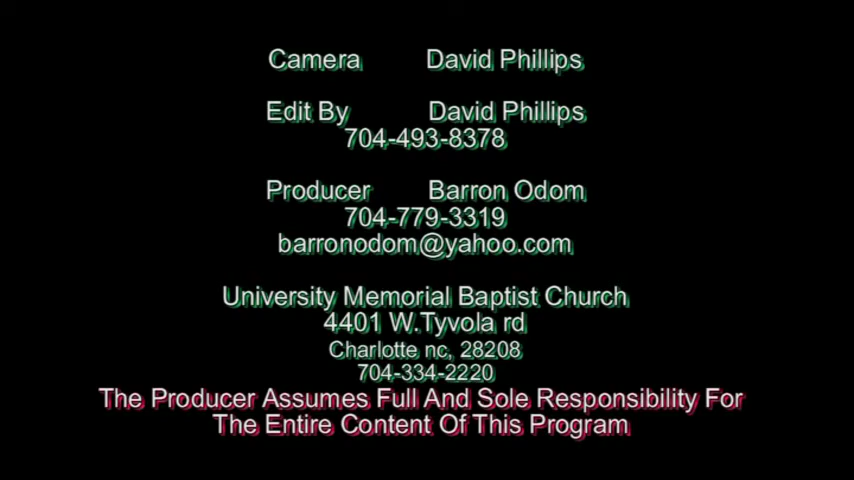 Camera David Phillips
Edit By David Phillips
704-493-8378
Producer Barron Odom
704-779-3319
barronodom@yahoo.com
University Memorial Baptist Church
4401 W.Tyvola rd
Charlotte nc, 28208
704-334-2220
The Producer Assumes Full And Sole Responsibility For
The Entire Content Of This Program